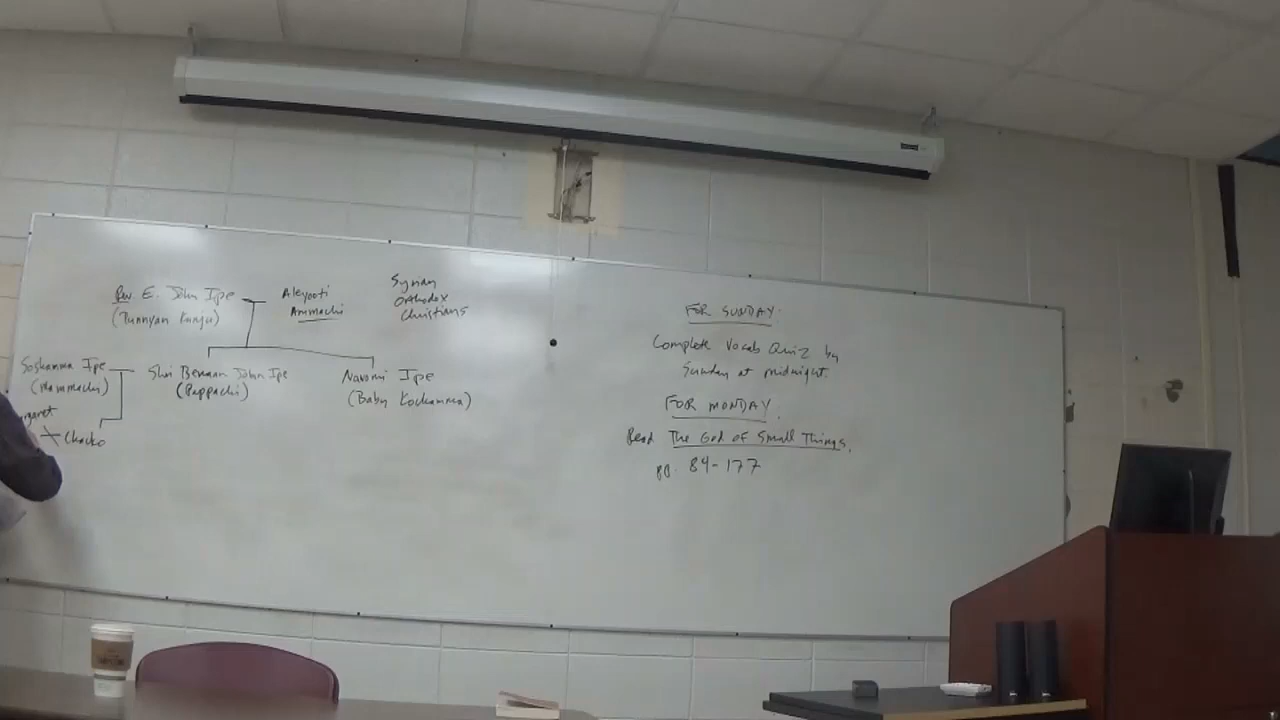 Rev E. John Ipe
(Punnyan Kunju)
Aleyooti
Ammachi
Syrian
Orthodox
Christians
Soshamma Ipe
(Mammachi)
Shri Benaan John Ipe
(Pappachi)
Navomi Ipe
(Baby Kochamma)
rgaret
Chacko
FOR SUNDAY.
Complete Vocab Quiz by
Sunday at midnight.
FOR MONDAY.
Read The God of Small Things,
pp. 84-177